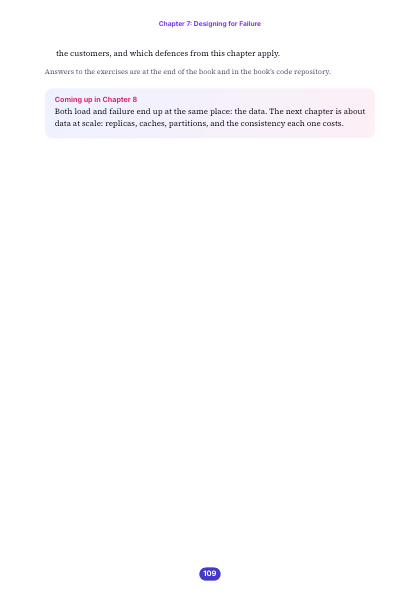 Chapter 7: Designing for Failure
the customers, and which defences from this chapter apply.
Answers to the exercises are at the end of the book and in the book's code repository.
Coming up in Chapter 8
Both load and failure end up at the same place: the data. The next chapter is about
data at scale: replicas, caches, partitions, and the consistency each one costs.
109